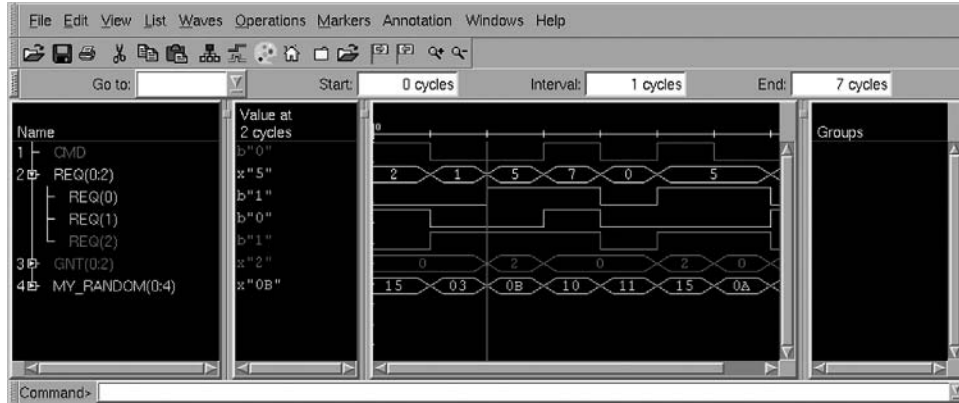 File Edit View List Waves Operations Markers Annotation Windows Help
Go to: Start: 0 cycles Interval: 1 cycles End: 7 cycles
Name
Value at
2 cycles
0
Groups
1 CMD b"0"
2 REQ(0:2) x"5" 2 1 5 7 0 5
REQ(0) b"1"
REQ(1) b"0"
REQ(2) b"1"
3 GNT(0:2) x"2" 0 2 0 2 0
4 MY_RANDOM(0:4) x"0B" 15 03 0B 10 11 15 0A
Command>